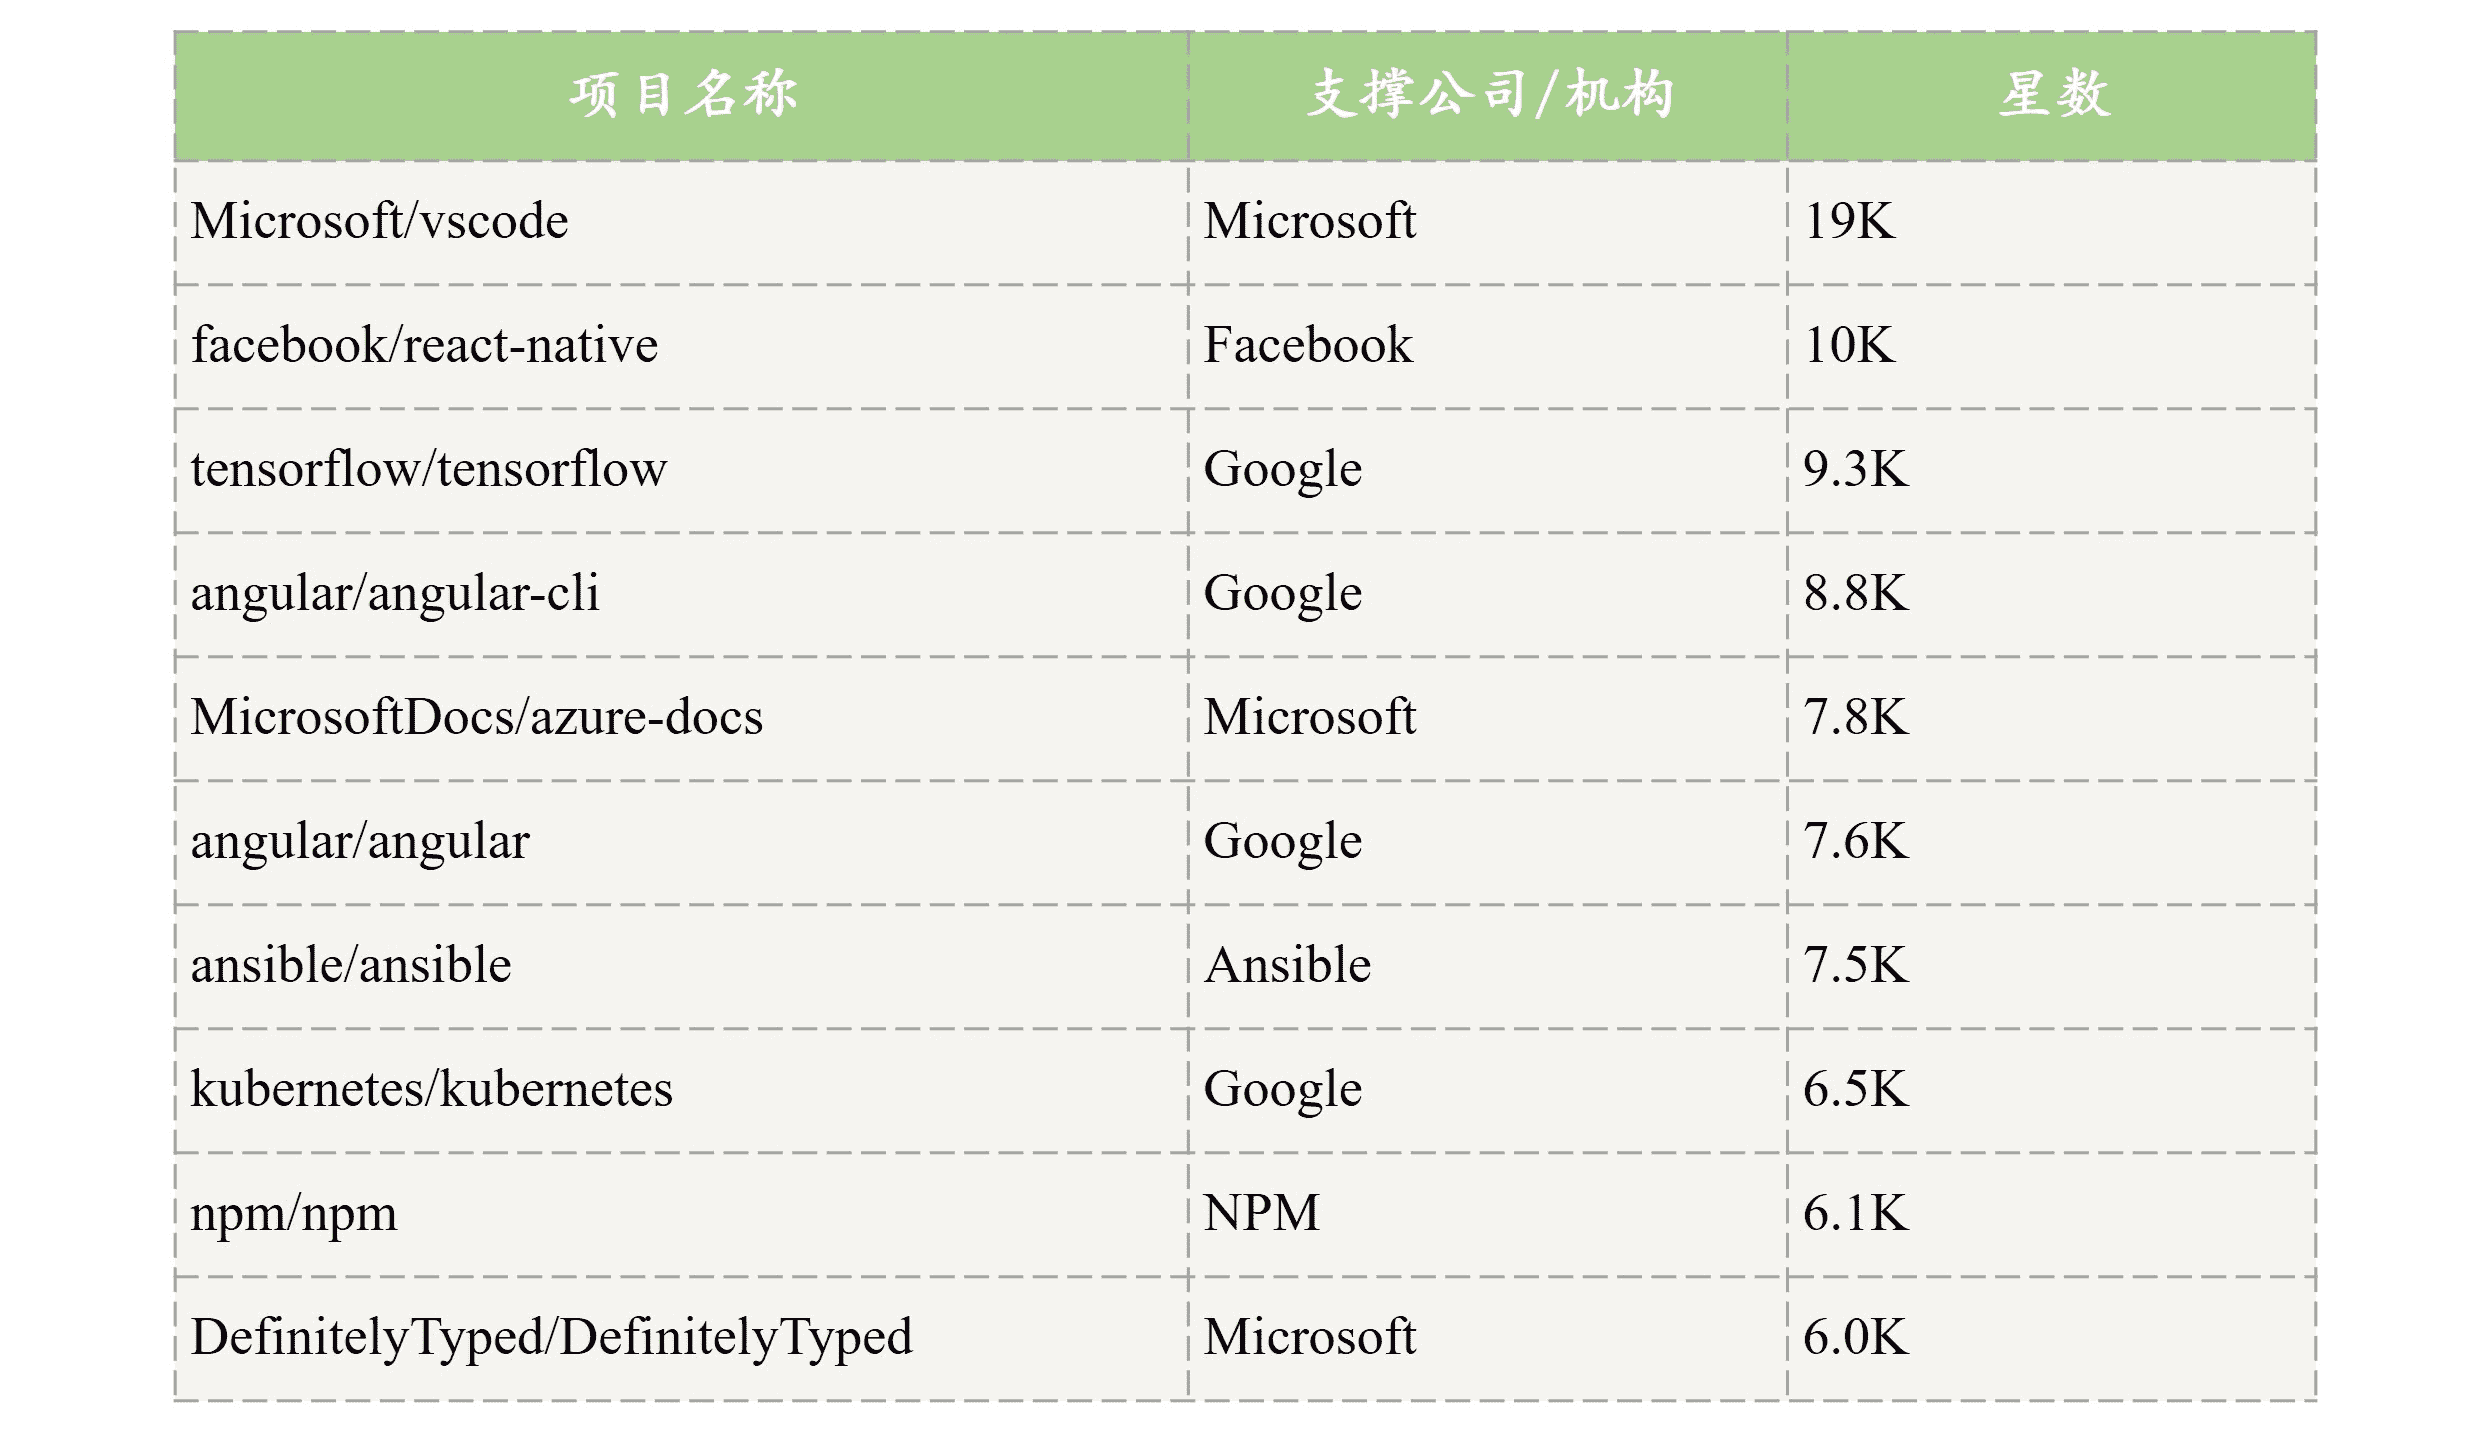 项目名称 支撑公司/机构 星数
Microsoft/vscode Microsoft 19K
facebook/react-native Facebook 10K
tensorflow/tensorflow Google 9.3K
angular/angular-cli Google 8.8K
MicrosoftDocs/azure-docs Microsoft 7.8K
angular/angular Google 7.6K
ansible/ansible Ansible 7.5K
kubernetes/kubernetes Google 6.5K
npm/npm NPM 6.1K
DefinitelyTyped/DefinitelyTyped Microsoft 6.0K